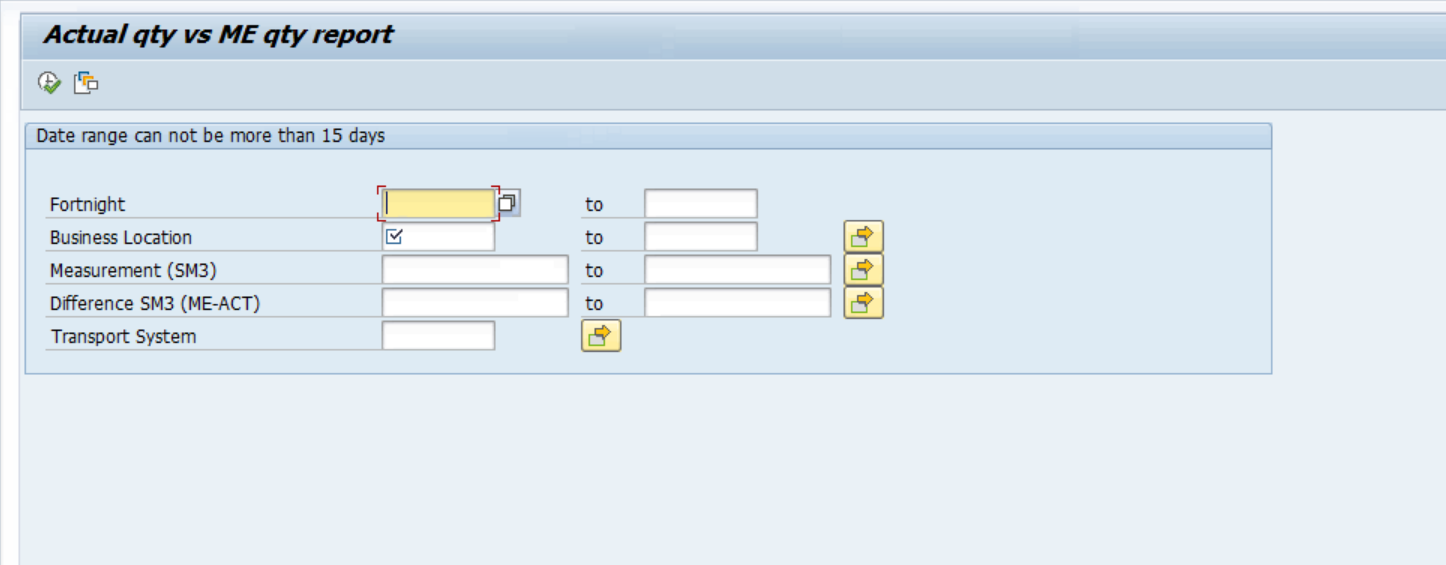 Actual qty vs ME qty report
Date range can not be more than 15 days
Fortnight to
Business Location to
Measurement (SM3) to
Difference SM3 (ME-ACT) to
Transport System